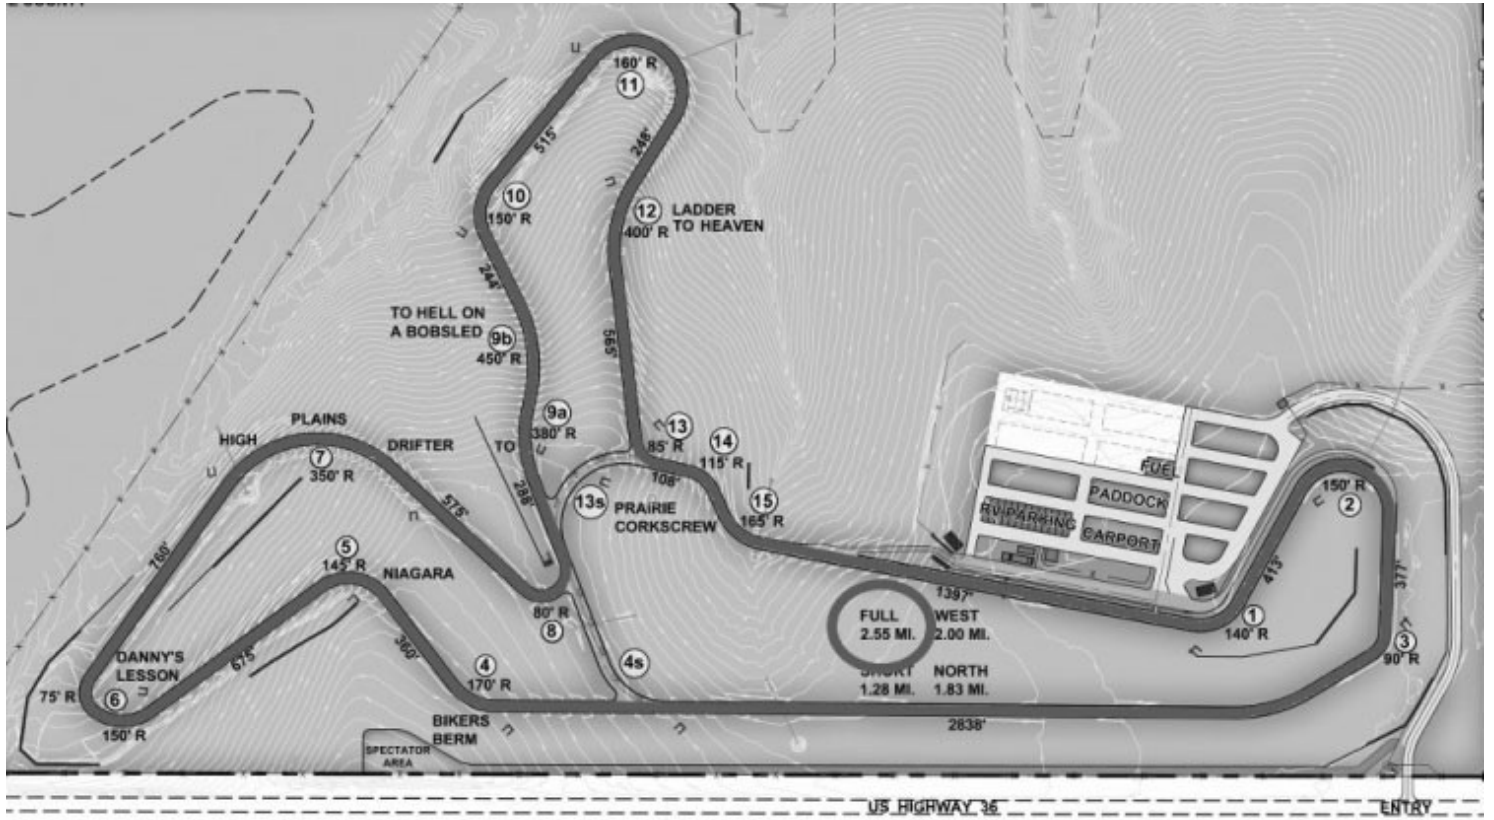 E COUNTY
160' R
11
515'
248'
10
150' R
12
400' R
LADDER
TO HEAVEN
244'
TO HELL ON
A BOBSLED
9b
450' R
565'
9a
380' R
TO
288'
13
85' R
108'
14
115' R
15
165' R
13s
PRAIRIE
CORKSCREW
HIGH
PLAINS
DRIFTER
7
350' R
575'
760'
5
145' R
NIAGARA
80' R
8
DANNY'S
LESSON
675'
360'
75' R
6
150' R
4
170' R
4s
BIKERS
BERM
SPECTATOR
AREA
FUEL
PADDOCK
RV PARKING
CARPORT
150' R
2
413'
377'
1
140' R
3
90' R
1397'
FULL
2.55 MI.
WEST
2.00 MI.
SHORT
1.28 MI.
NORTH
1.83 MI.
2838'
US HIGHWAY 36
ENTRY